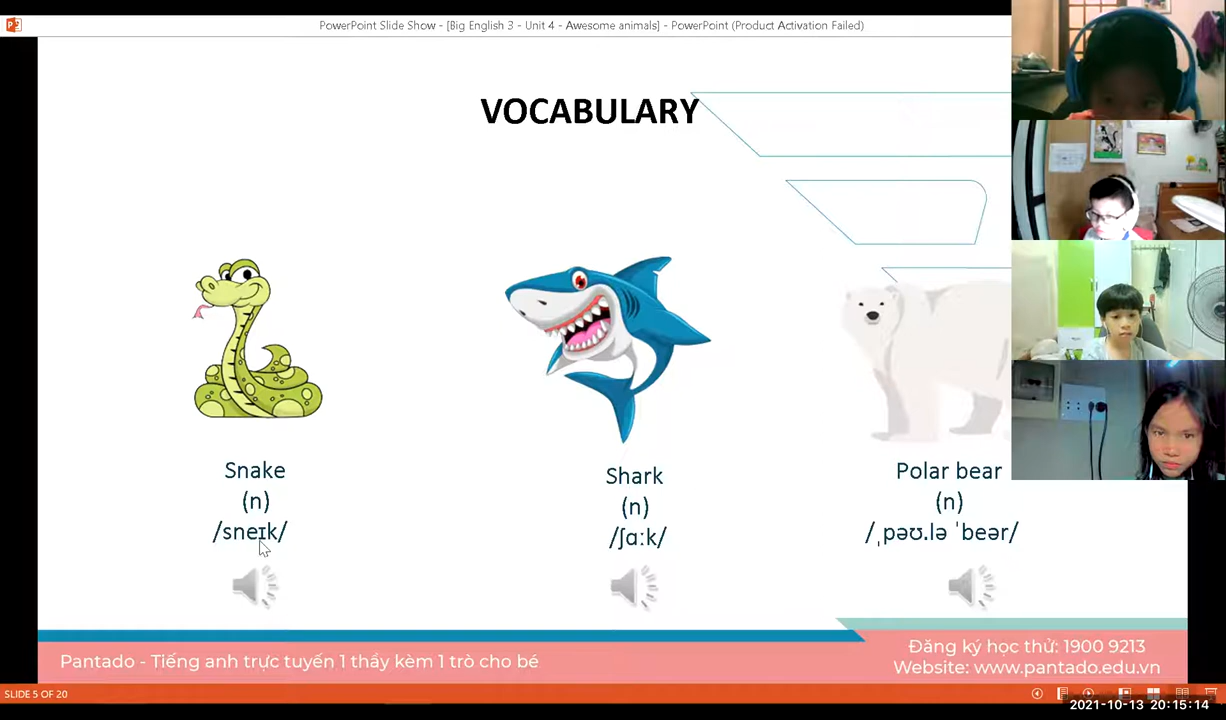 PowerPoint Slide Show - [Big English 3 - Unit 4 - Awesome animals] - PowerPoint (Product Activation Failed)
VOCABULARY
Snake
(n)
/sneɪk/
Shark
(n)
/ʃɑːk/
Polar bear
(n)
/ˌpəʊ.lə ˈbeər/
Pantado - Tiếng anh trực tuyến 1 thầy kèm 1 trò cho bé
Đăng ký học thử: 1900 9213
Website: www.pantado.edu.vn
SLIDE 5 OF 20
2021-10-13 20:15:14